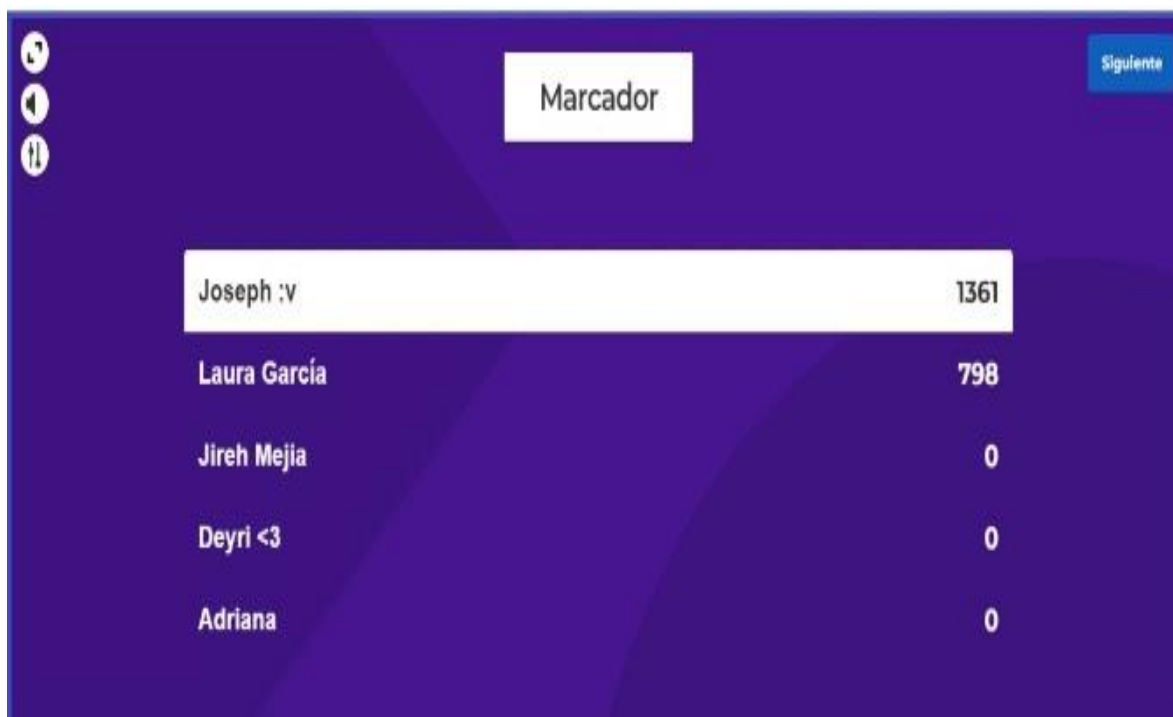 Siguiente
Marcador
Joseph :v 1361
Laura García 798
Jireh Mejia 0
Deyri <3 0
Adriana 0